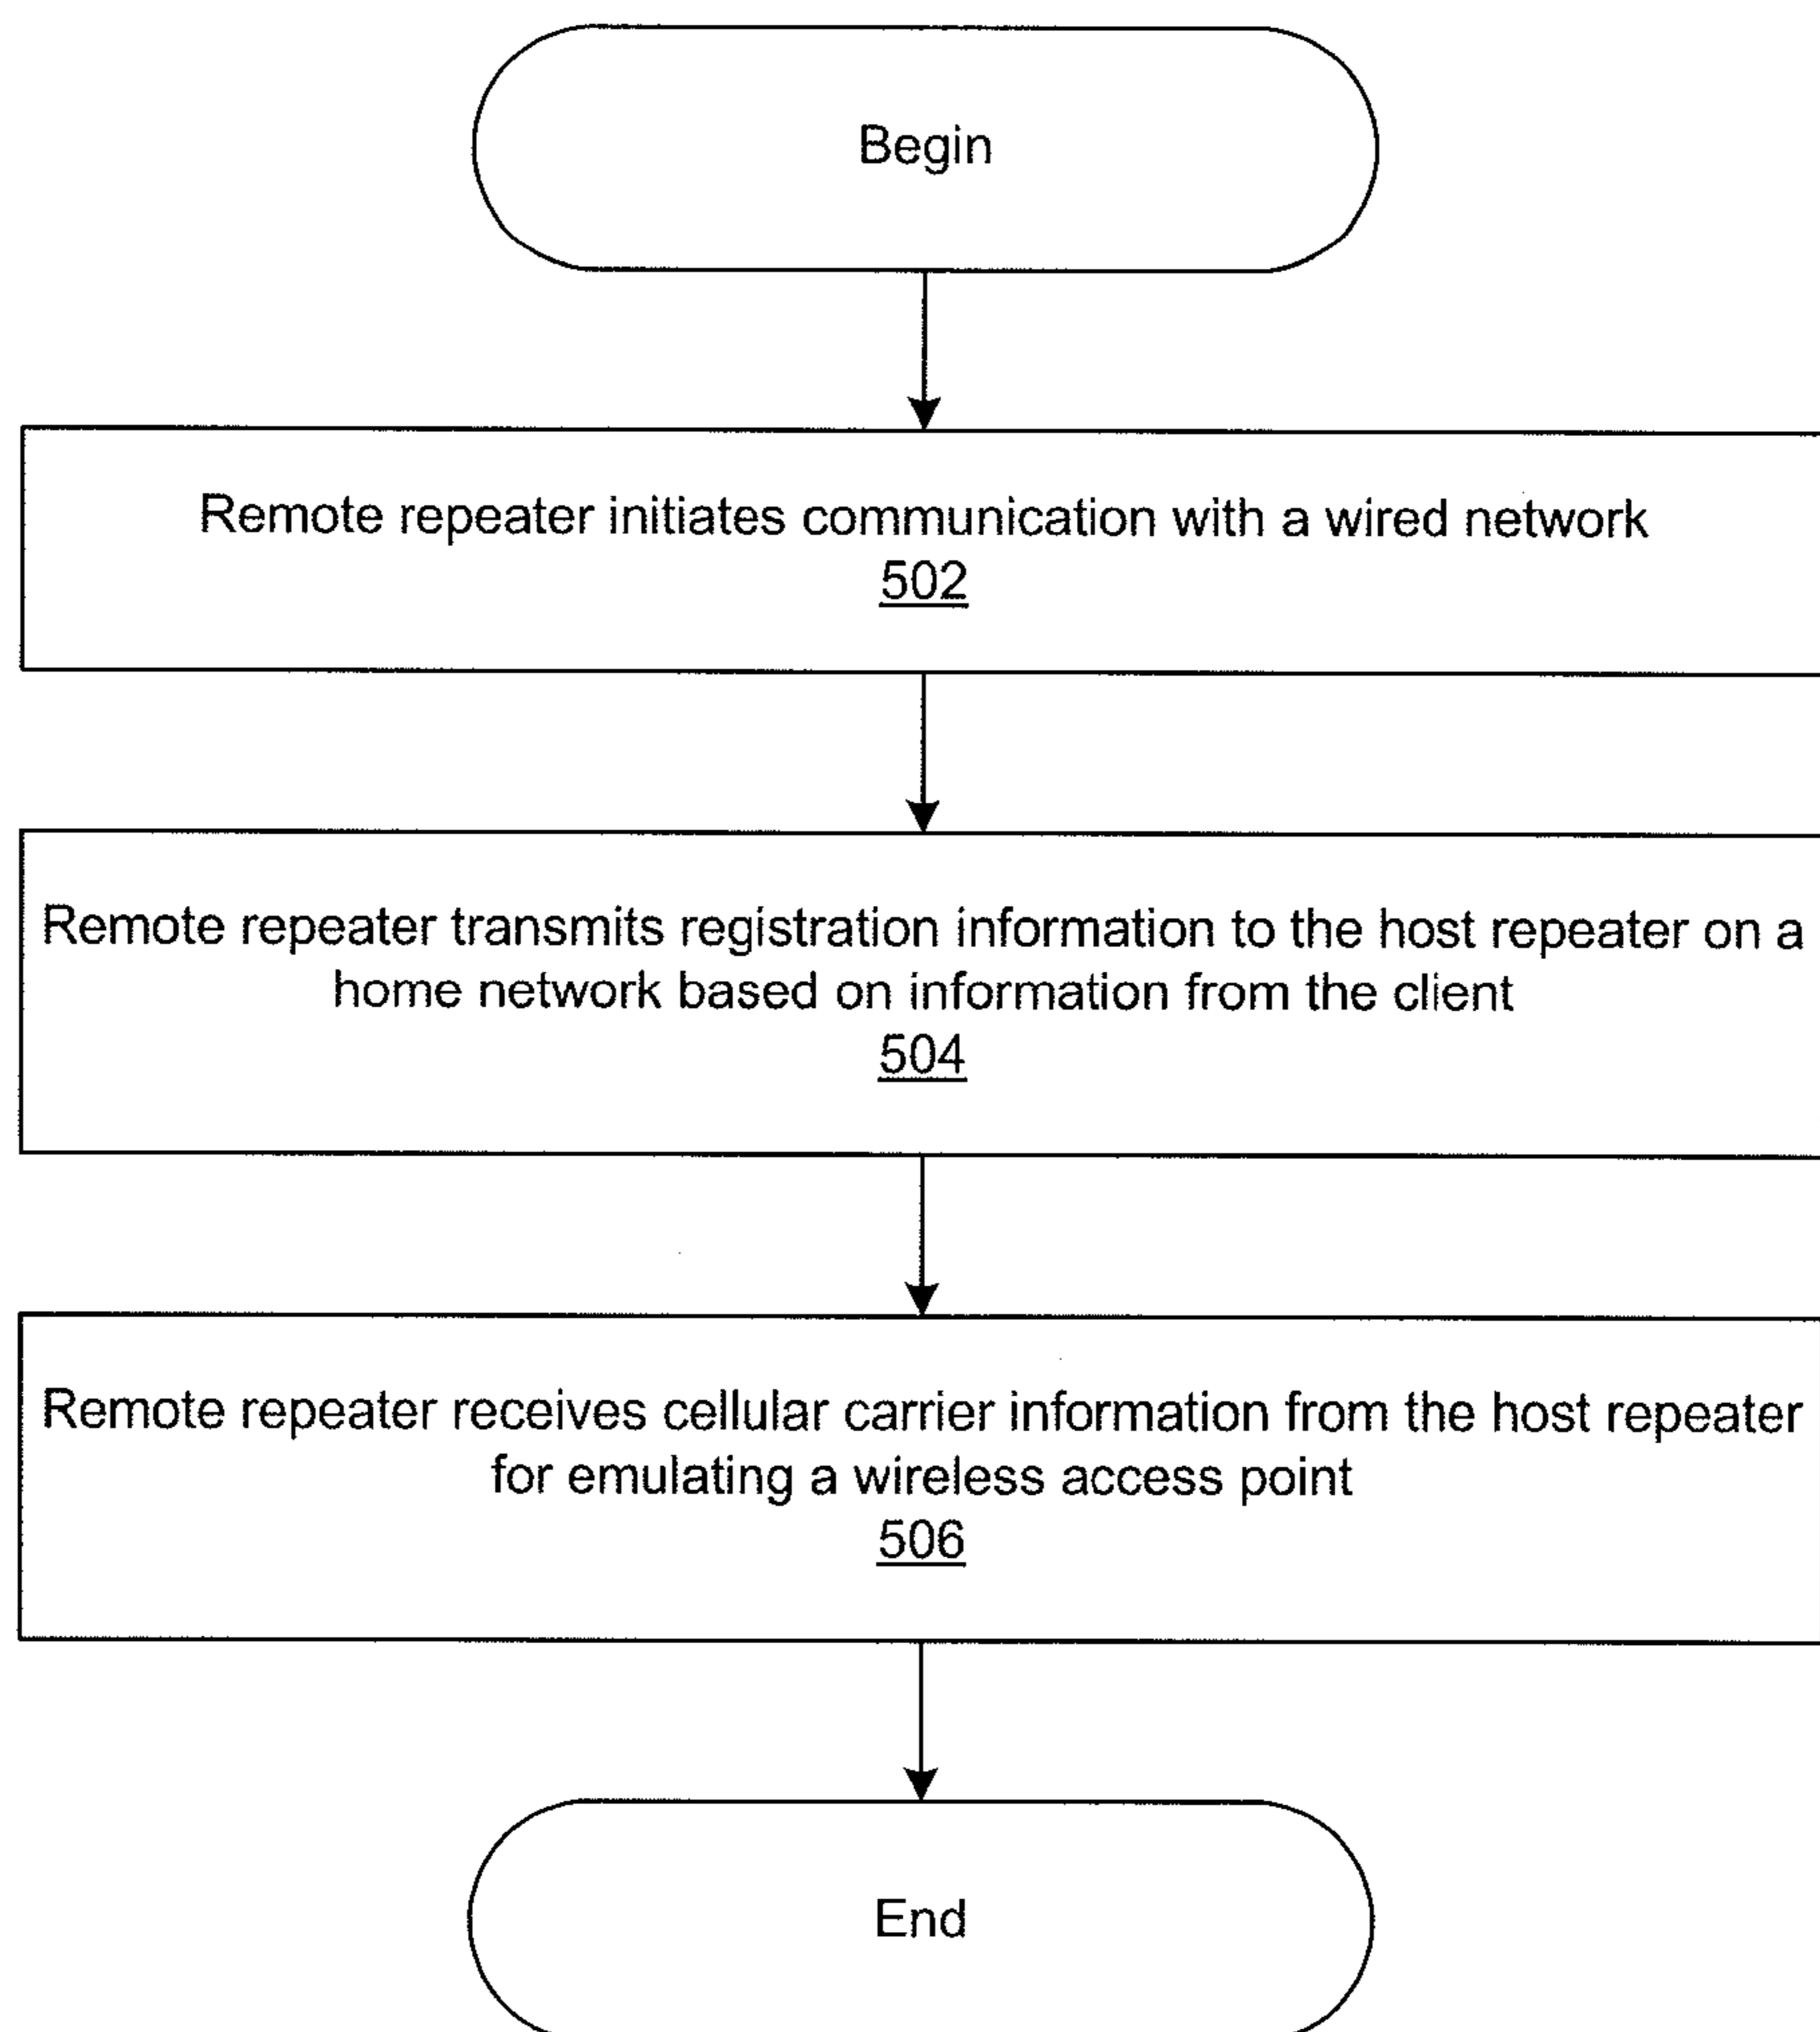 Begin
Remote repeater initiates communication with a wired network
502
Remote repeater transmits registration information to the host repeater on a
home network based on information from the client
504
Remote repeater receives cellular carrier information from the host repeater
for emulating a wireless access point
506
End